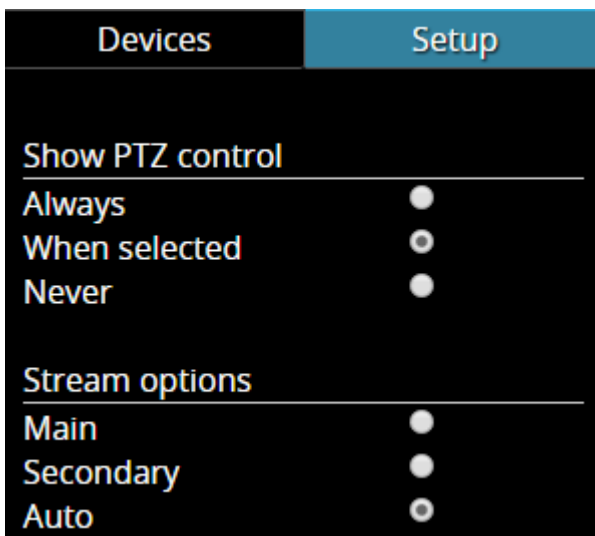 Devices Setup
Show PTZ control
Always
When selected
Never
Stream options
Main
Secondary
Auto